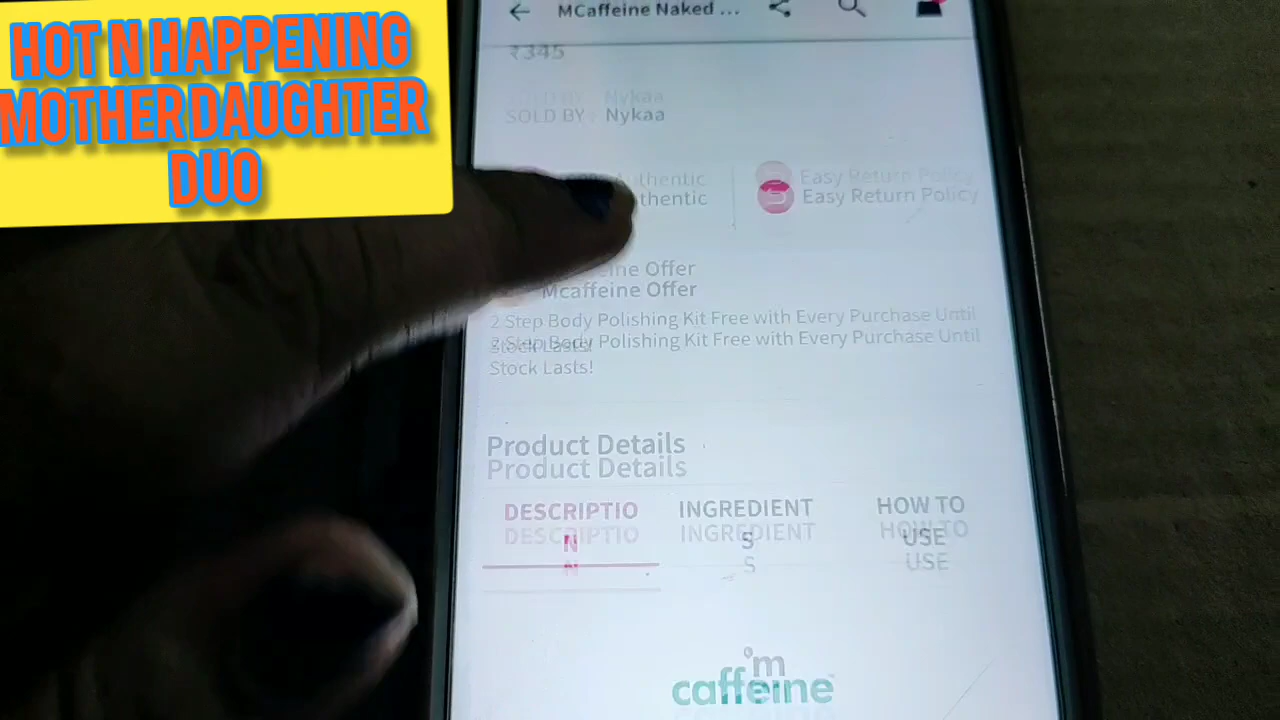 HOT N HAPPENING
MOTHER DAUGHTER
DUO
MCaffeine Naked ...
₹345
SOLD BY : Nykaa
thentic
Easy Return Policy
Mcaffeine Offer
2 Step Body Polishing Kit Free with Every Purchase Until
Stock Lasts!
Product Details
DESCRIPTIO
N
INGREDIENT
S
HOW TO
USE
m
caffeine